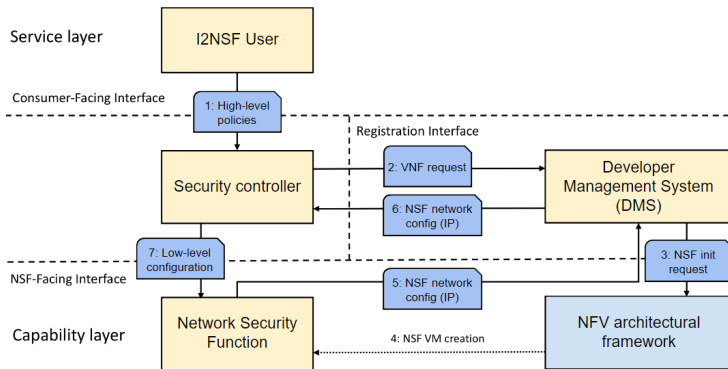 Service layer
I2NSF User
Consumer-Facing Interface
1: High-level
policies
Registration Interface
Security controller
2: VNF request
Developer
Management System
(DMS)
6: NSF network
config (IP)
7: Low-level
configuration
3: NSF init
request
NSF-Facing Interface
5: NSF network
config (IP)
Capability layer
Network Security
Function
4: NSF VM creation
NFV architectural
framework